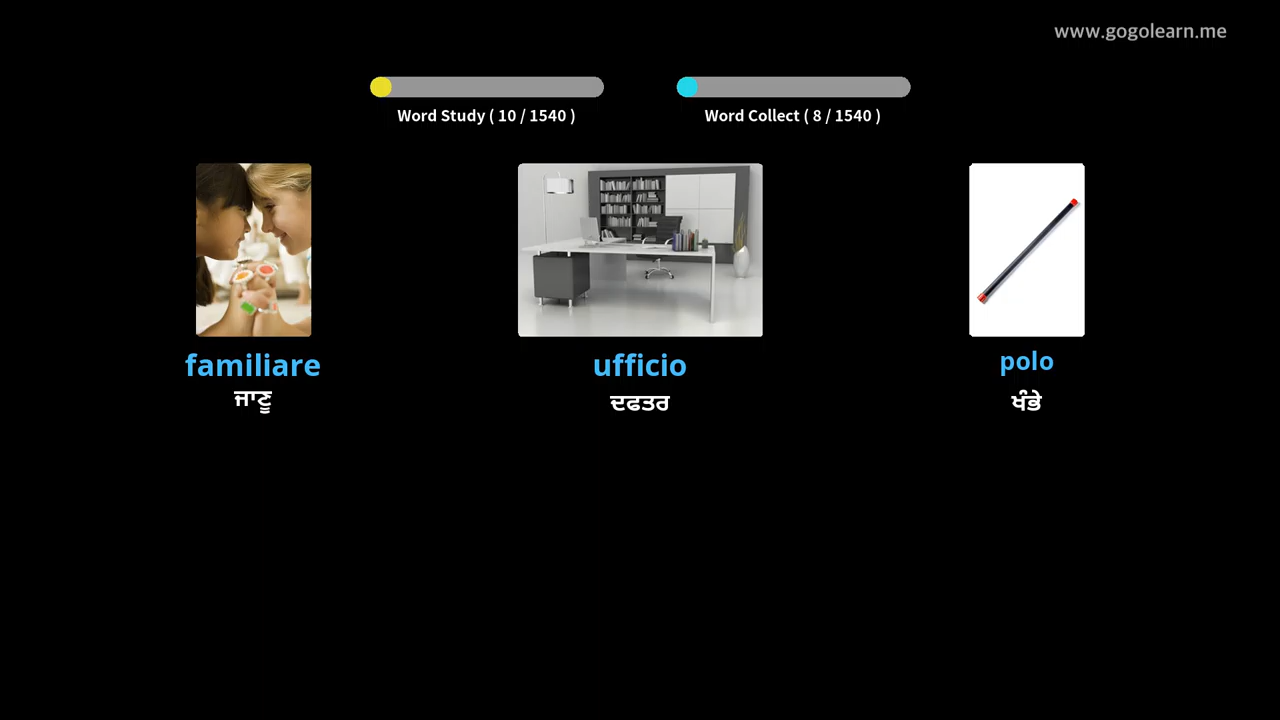 www.gogolearn.me
Word Study ( 10 / 1540 )
Word Collect ( 8 / 1540 )
familiare
ਜਾਣੂ
ufficio
ਦਫਤਰ
polo
ਖੰਭੇ